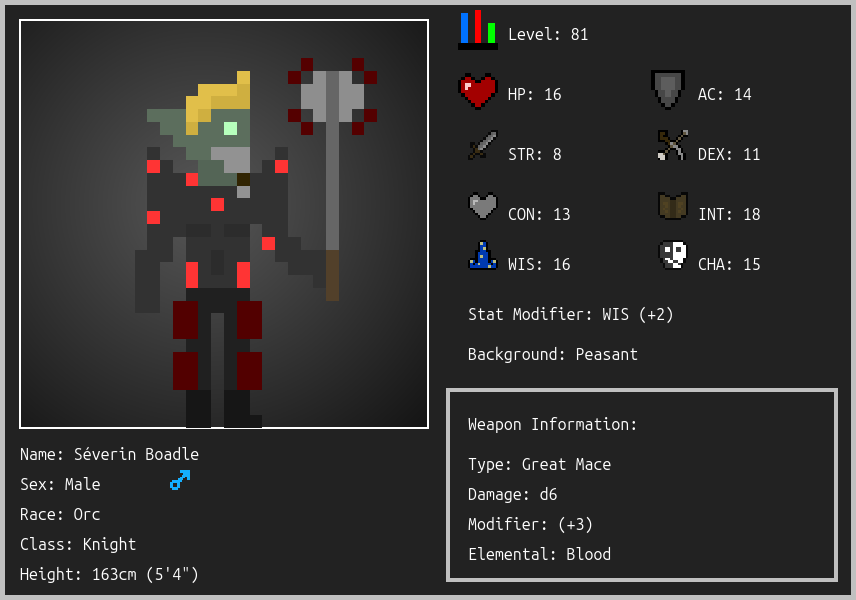 Level: 81
HP: 16
AC: 14
STR: 8
DEX: 11
CON: 13
INT: 18
WIS: 16
CHA: 15
Stat Modifier: WIS (+2)
Background: Peasant
Weapon Information:
Type: Great Mace
Damage: d6
Modifier: (+3)
Elemental: Blood
Name: Séverin Boadle
Sex: Male
Race: Orc
Class: Knight
Height: 163cm (5'4")